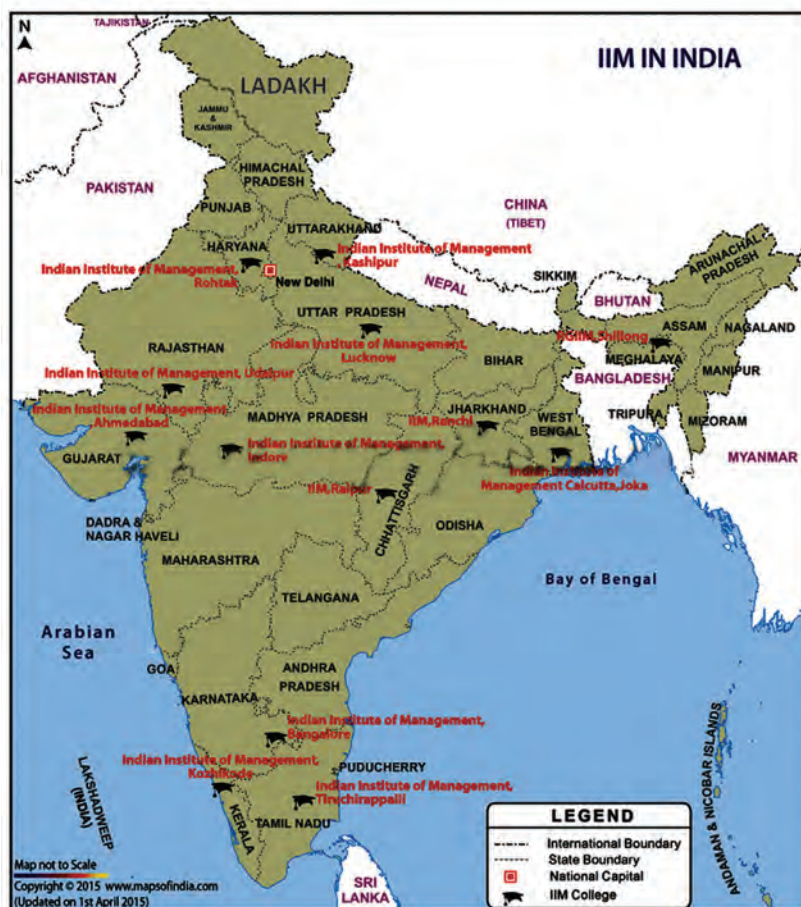 N
TAJIKISTAN
IIM IN INDIA
AFGHANISTAN
LADAKH
JAMMU
&
KASHMIR
HIMACHAL
PRADESH
PAKISTAN
PUNJAB
CHINA
(TIBET)
UTTARAKHAND
HARYANA
Indian Institute of Management
,Kashipur
Indian Institute of Management,
Rohtak
New Delhi
NEPAL
SIKKIM
ARUNACHAL
PRADESH
BHUTAN
UTTAR PRADESH
ASSAM
NAGALAND
RGIIM,Shillong
Indian Institute of Management,
Lucknow
RAJASTHAN
BIHAR
MEGHALAYA
MANIPUR
BANGLADESH
Indian Institute of Management, Udaipur
Indian Institute of Management,
Ahmedabad
MADHYA PRADESH
JHARKHAND
IIM,Ranchi
WEST
BENGAL
TRIPURA
MIZORAM
MYANMAR
GUJARAT
Indian Institute of Management,
Indore
Indian Institute of
Management Calcutta,Joka
IIM,Raipur
CHHATTISGARH
ODISHA
DADRA &
NAGAR HAVELI
MAHARASHTRA
TELANGANA
Bay of Bengal
Arabian
Sea
GOA
ANDHRA
PRADESH
KARNATAKA
Indian Institute of Management,
Bangalore
Indian Institute of Management,
Kozhikode
PUDUCHERRY
Indian Institute of Management,
Tiruchirappalli
LAKSHADWEEP
(INDIA)
KERALA
TAMIL NADU
ANDAMAN & NICOBAR ISLANDS
SRI
LANKA
LEGEND
International Boundary
State Boundary
National Capital
IIM College
Map not to Scale
Copyright © 2015 www.mapsofindia.com
(Updated on 1st April 2015)